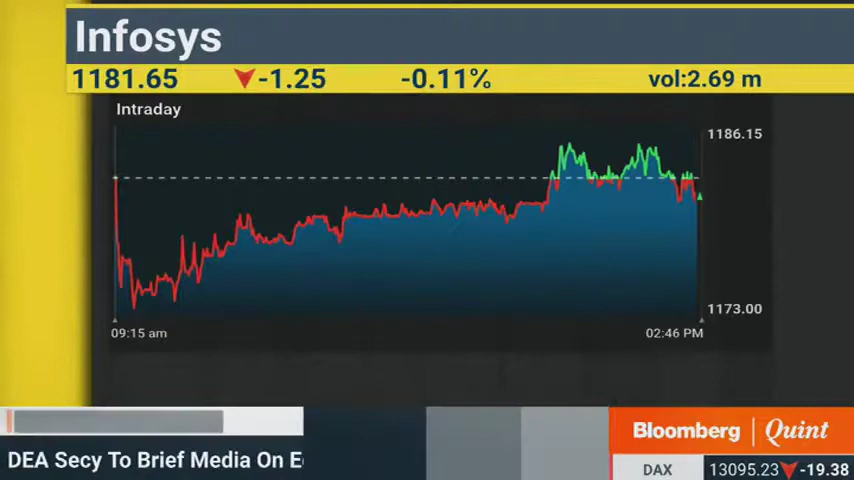 Infosys
1181.65 -1.25 -0.11% vol:2.69 m
Intraday
1186.15
1173.00
09:15 am 02:46 PM
Bloomberg | Quint
DEA Secy To Brief Media On
DAX 13095.23 -19.38